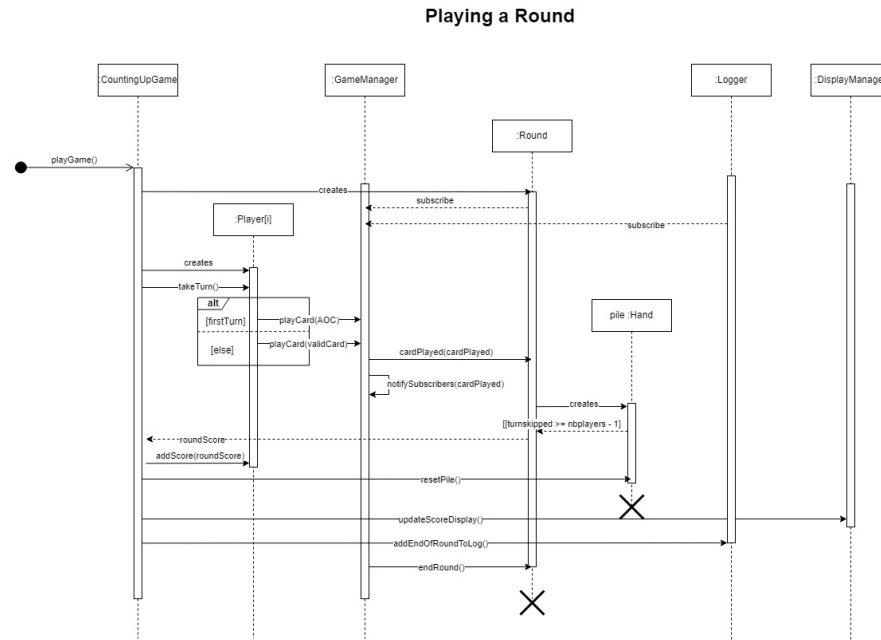 Playing a Round
:CountingUpGame
:GameManager
:Logger
:DisplayManage
:Round
playGame()
creates
subscribe
:Player[i]
subscribe
creates
takeTurn()
alt
[firstTurn]
playCard(AOC)
pile :Hand
[else]
playCard(validCard)
cardPlayed(cardPlayed)
notifySubscribers(cardPlayed)
creates
[[turnskipped >= nbplayers - 1]
roundScore
addScore(roundScore)
resetPile()
updateScoreDisplay()
addEndOfRoundToLog()
endRound()